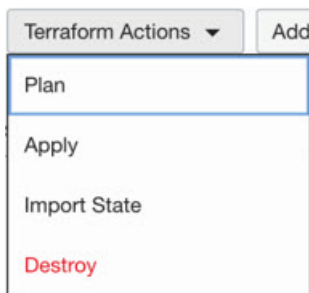 Terraform Actions
Add
Plan
Apply
Import State
Destroy